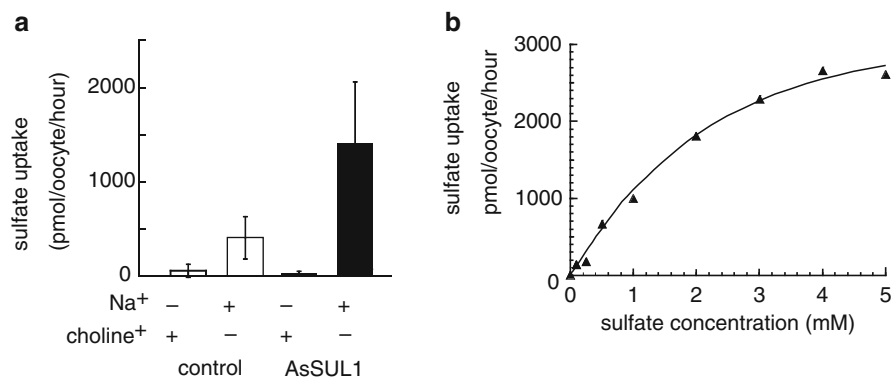 a
sulfate uptake
(pmol/oocyte/hour)
2000
1000
0
Na+ – + – +
choline+ + – + –
control AsSUL1
b
sulfate uptake
pmol/oocyte/hour
3000
2000
1000
0
0 1 2 3 4 5
sulfate concentration (mM)